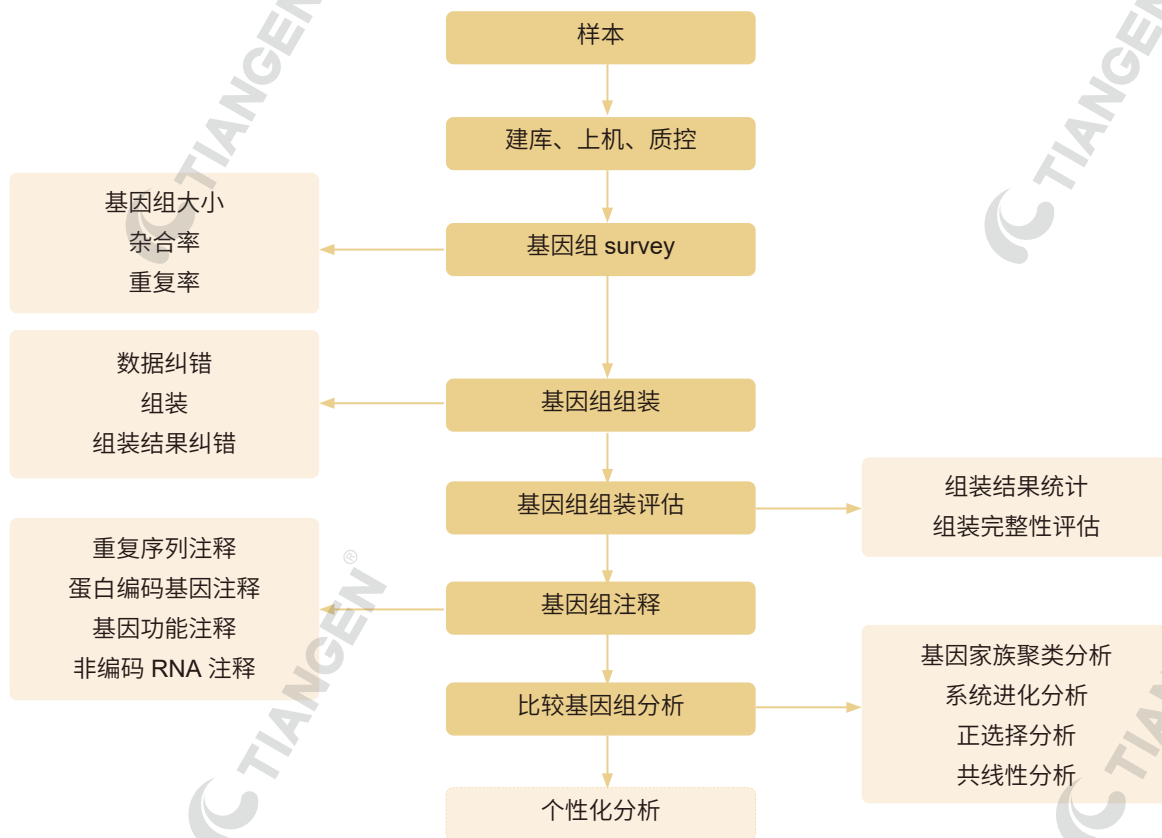 样本
建库、上机、质控
基因组大小
杂合率
重复率
基因组 survey
数据纠错
组装
组装结果纠错
基因组组装
基因组组装评估
组装结果统计
组装完整性评估
重复序列注释
蛋白编码基因注释
基因功能注释
非编码 RNA 注释
基因组注释
比较基因组分析
基因家族聚类分析
系统进化分析
正选择分析
共线性分析
个性化分析
TIANGEN
TIANGEN
TIANGEN®
TIANGEN